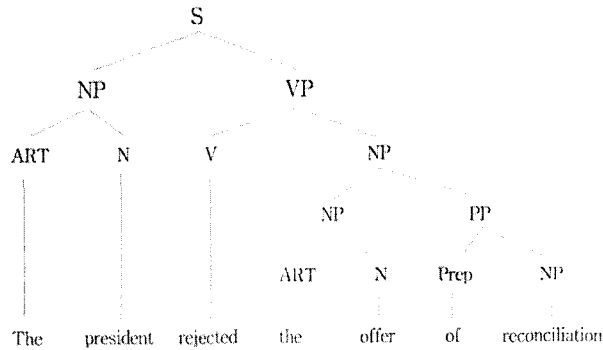 S
NP VP
ART N V NP
NP PP
ART N Prep NP
The president rejected the offer of reconciliation